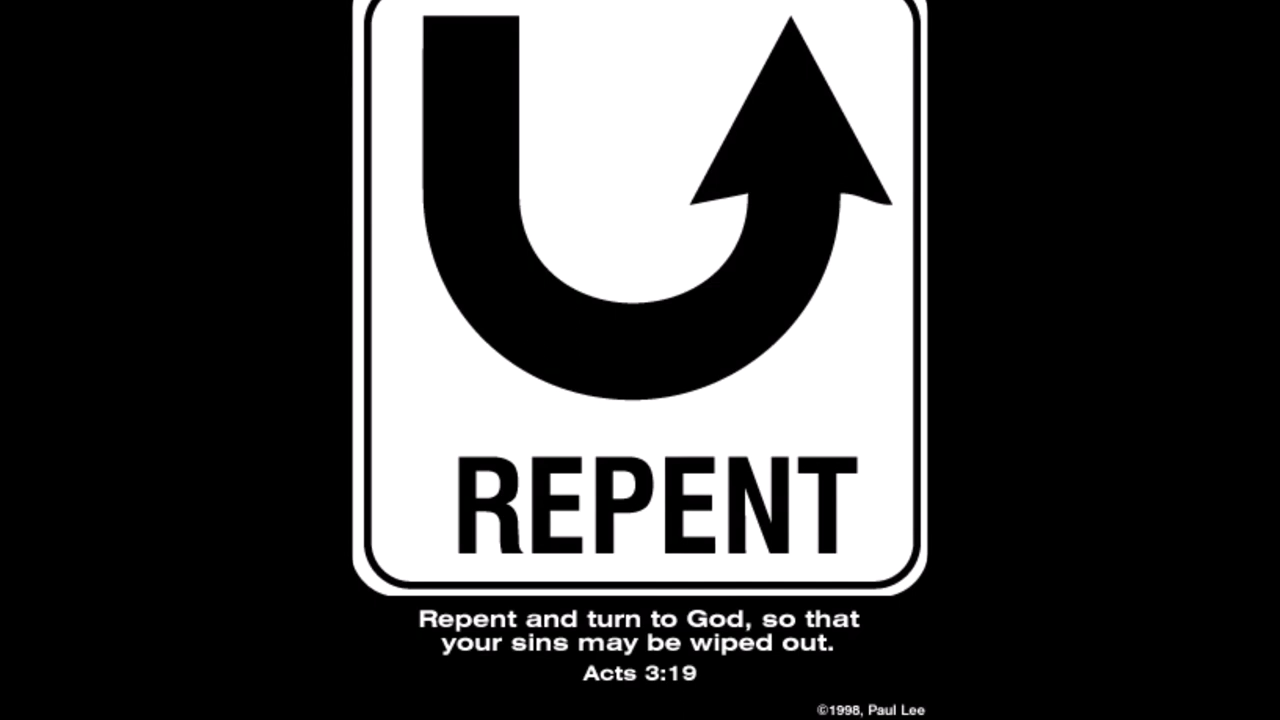 REPENT
Repent and turn to God, so that
your sins may be wiped out.
Acts 3:19
©1998, Paul Lee